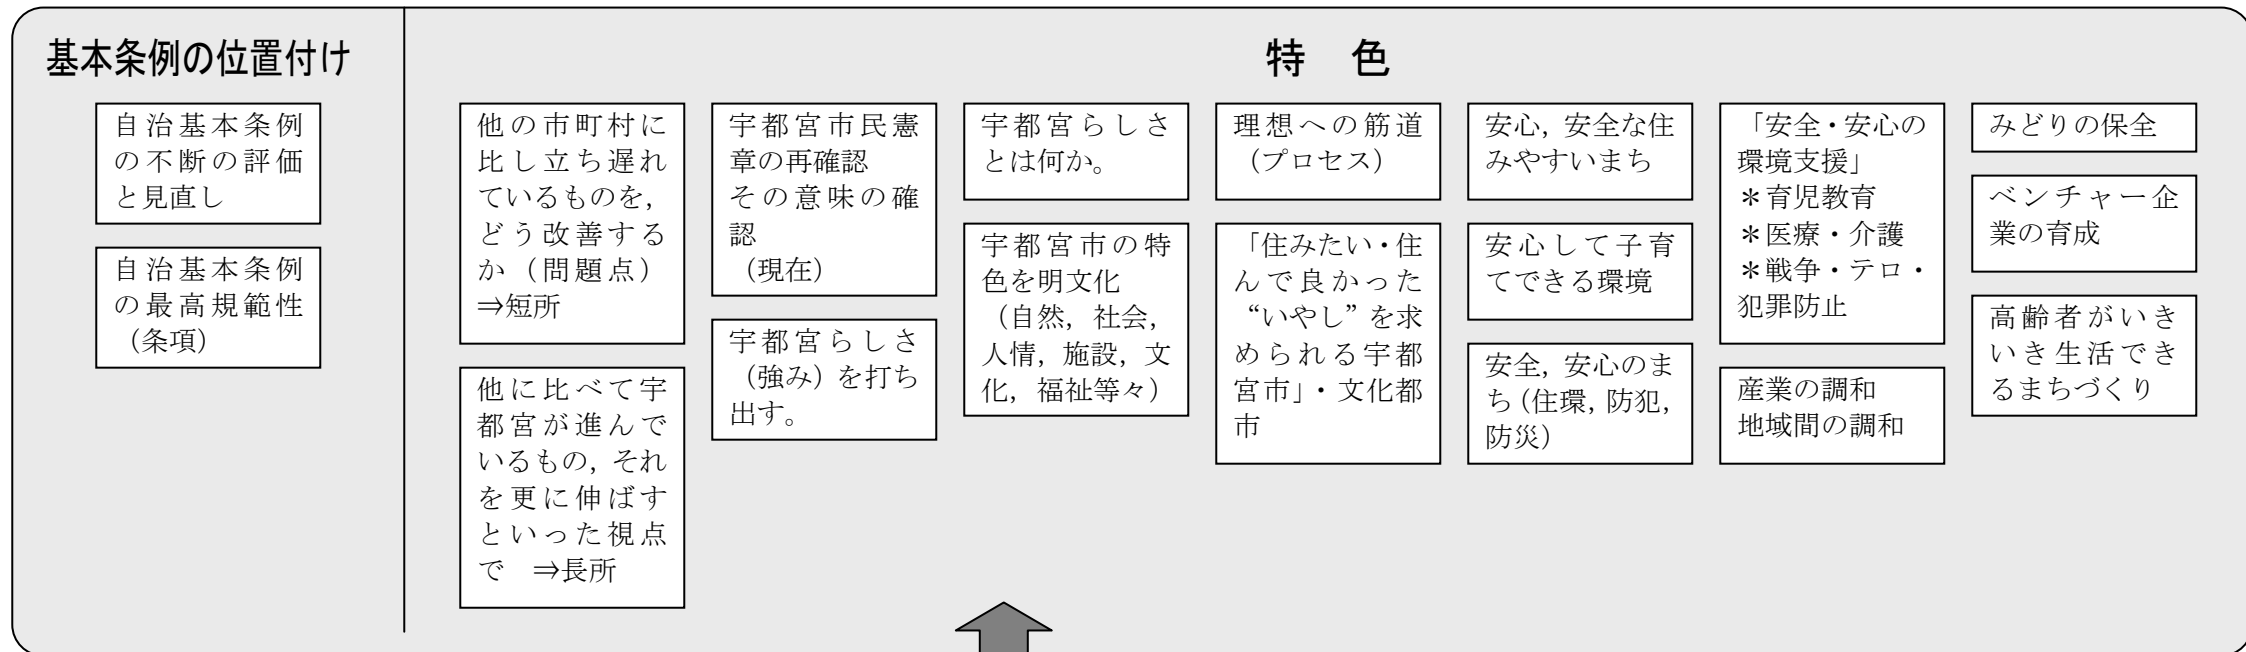 基本条例の位置付け
自治基本条例
の不断の評価
と見直し
自治基本条例
の最高規範性
（条項）
特　色
他の市町村に
比し立ち遅れ
ているものを，
どう改善する
か（問題点）
⇒短所
他に比べて宇
都宮が進んで
いるもの，それ
を更に伸ばす
といった視点
で　⇒長所
宇都宮市民憲
章の再確認
その意味の確
認
（現在）
宇都宮らしさ
（強み）を打ち
出す。
宇都宮らしさ
とは何か。
宇都宮市の特
色を明文化
（自然，社会，
人情，施設，文
化，福祉等々）
理想への筋道
（プロセス）
「住みたい・住
んで良かった
“いやし”を求
められる宇都
宮市」・文化都
市
安心，安全な住
みやすいまち
安心して子育
てできる環境
安全，安心のま
ち（住環，防犯，
防災）
「安全・安心の
環境支援」
＊育児教育
＊医療・介護
＊戦争・テロ・
犯罪防止
産業の調和
地域間の調和
みどりの保全
ベンチャー企
業の育成
高齢者がいき
いき生活でき
るまちづくり